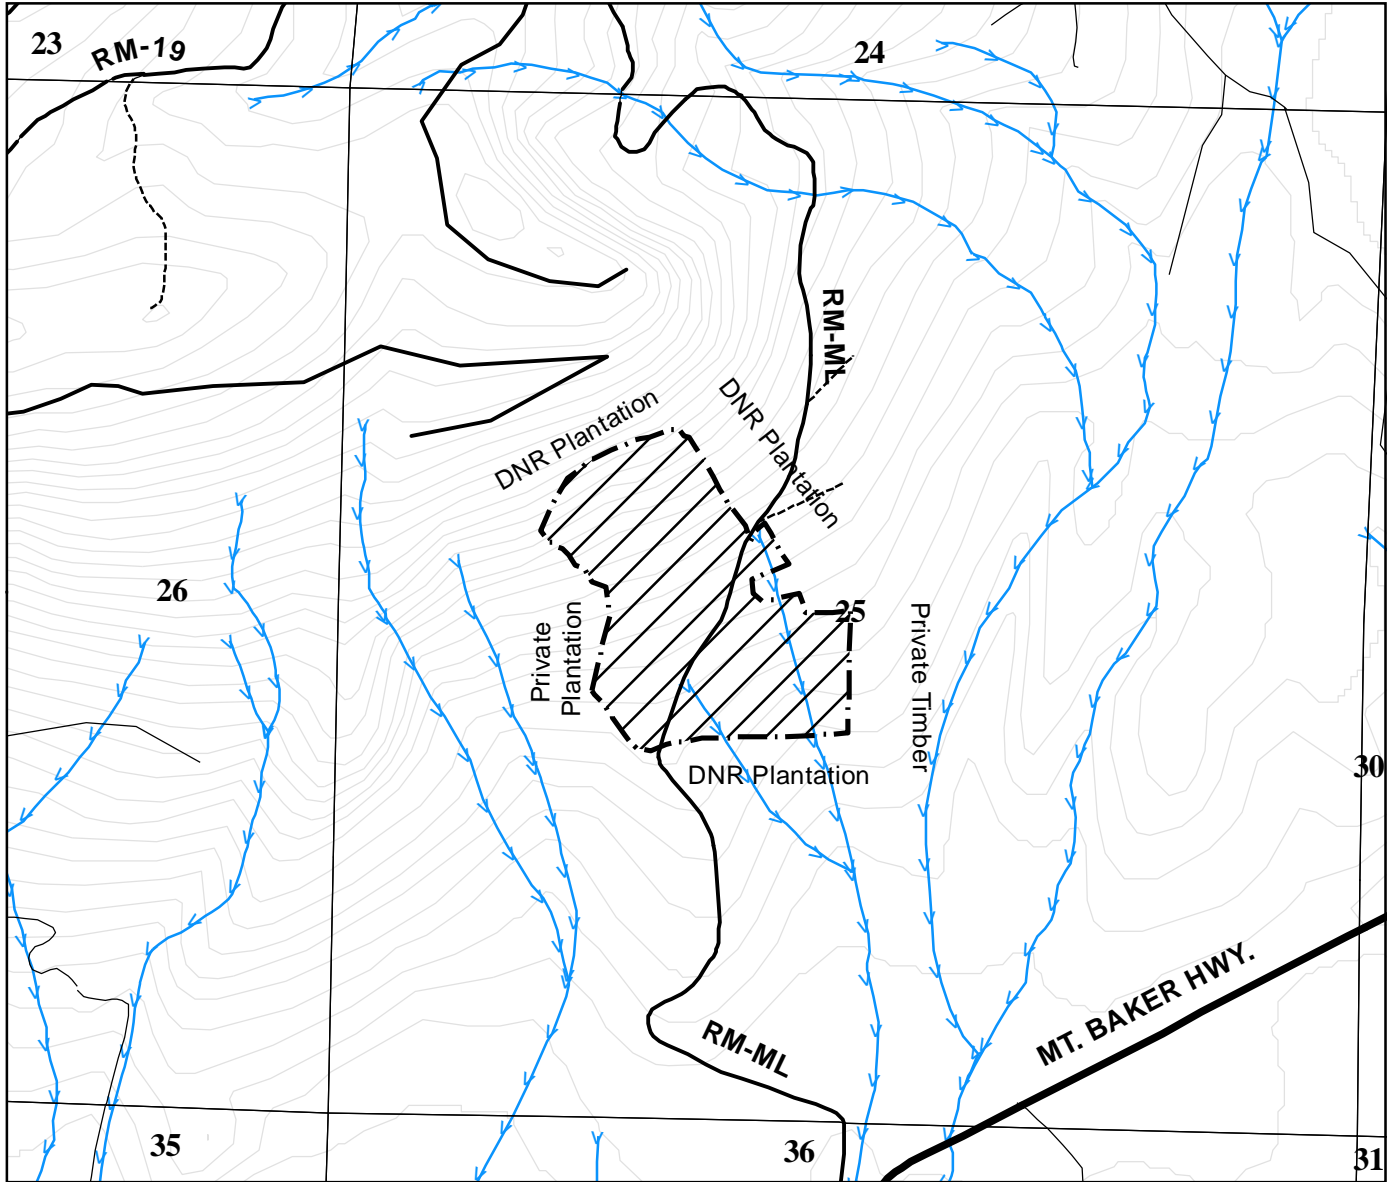 23
RM-19
24
RM-ML
DNR Plantation
DNR Plantation
26
25
Private
Plantation
Private Timber
DNR Plantation
30
MT. BAKER HWY.
RM-ML
35
36
31